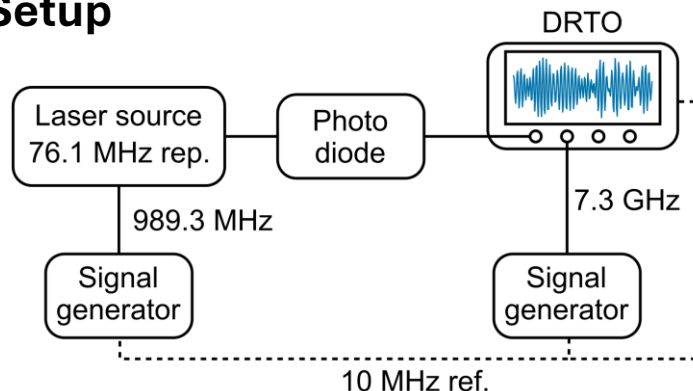 Setup
DRTO
Laser source
76.1 MHz rep.
Photo
diode
989.3 MHz
7.3 GHz
Signal
generator
Signal
generator
10 MHz ref.